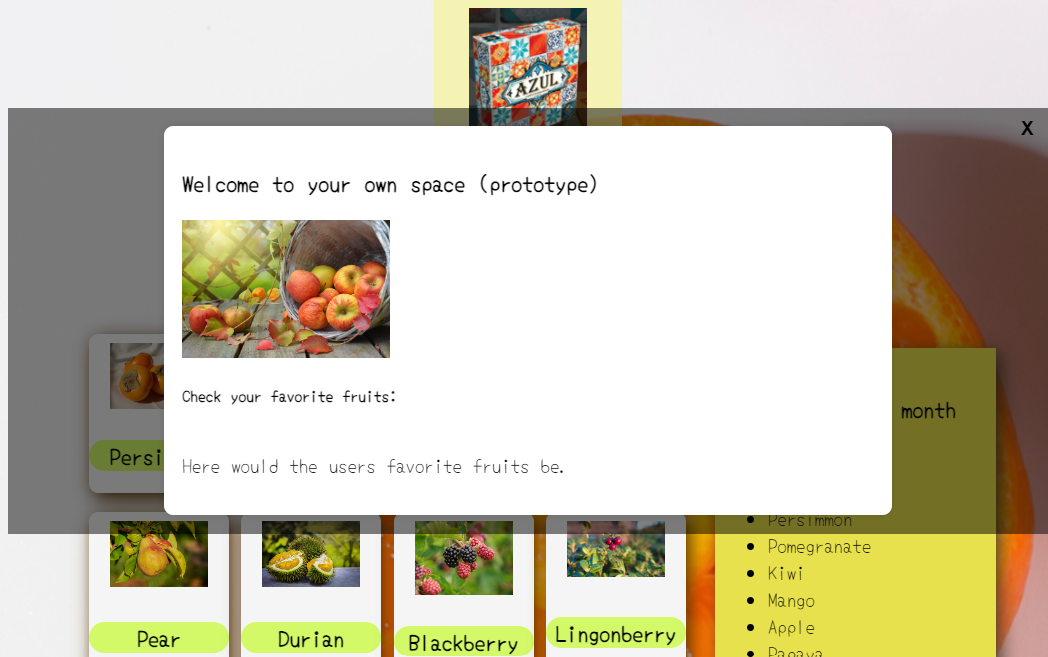 AZUL
X
Welcome to your own space (prototype)
Check your favorite fruits:
Here would the users favorite fruits be.
month
Persi
Persimmon
Pomegranate
Kiwi
Mango
Apple
Papaya
Pear
Durian
Blackberry
Lingonberry